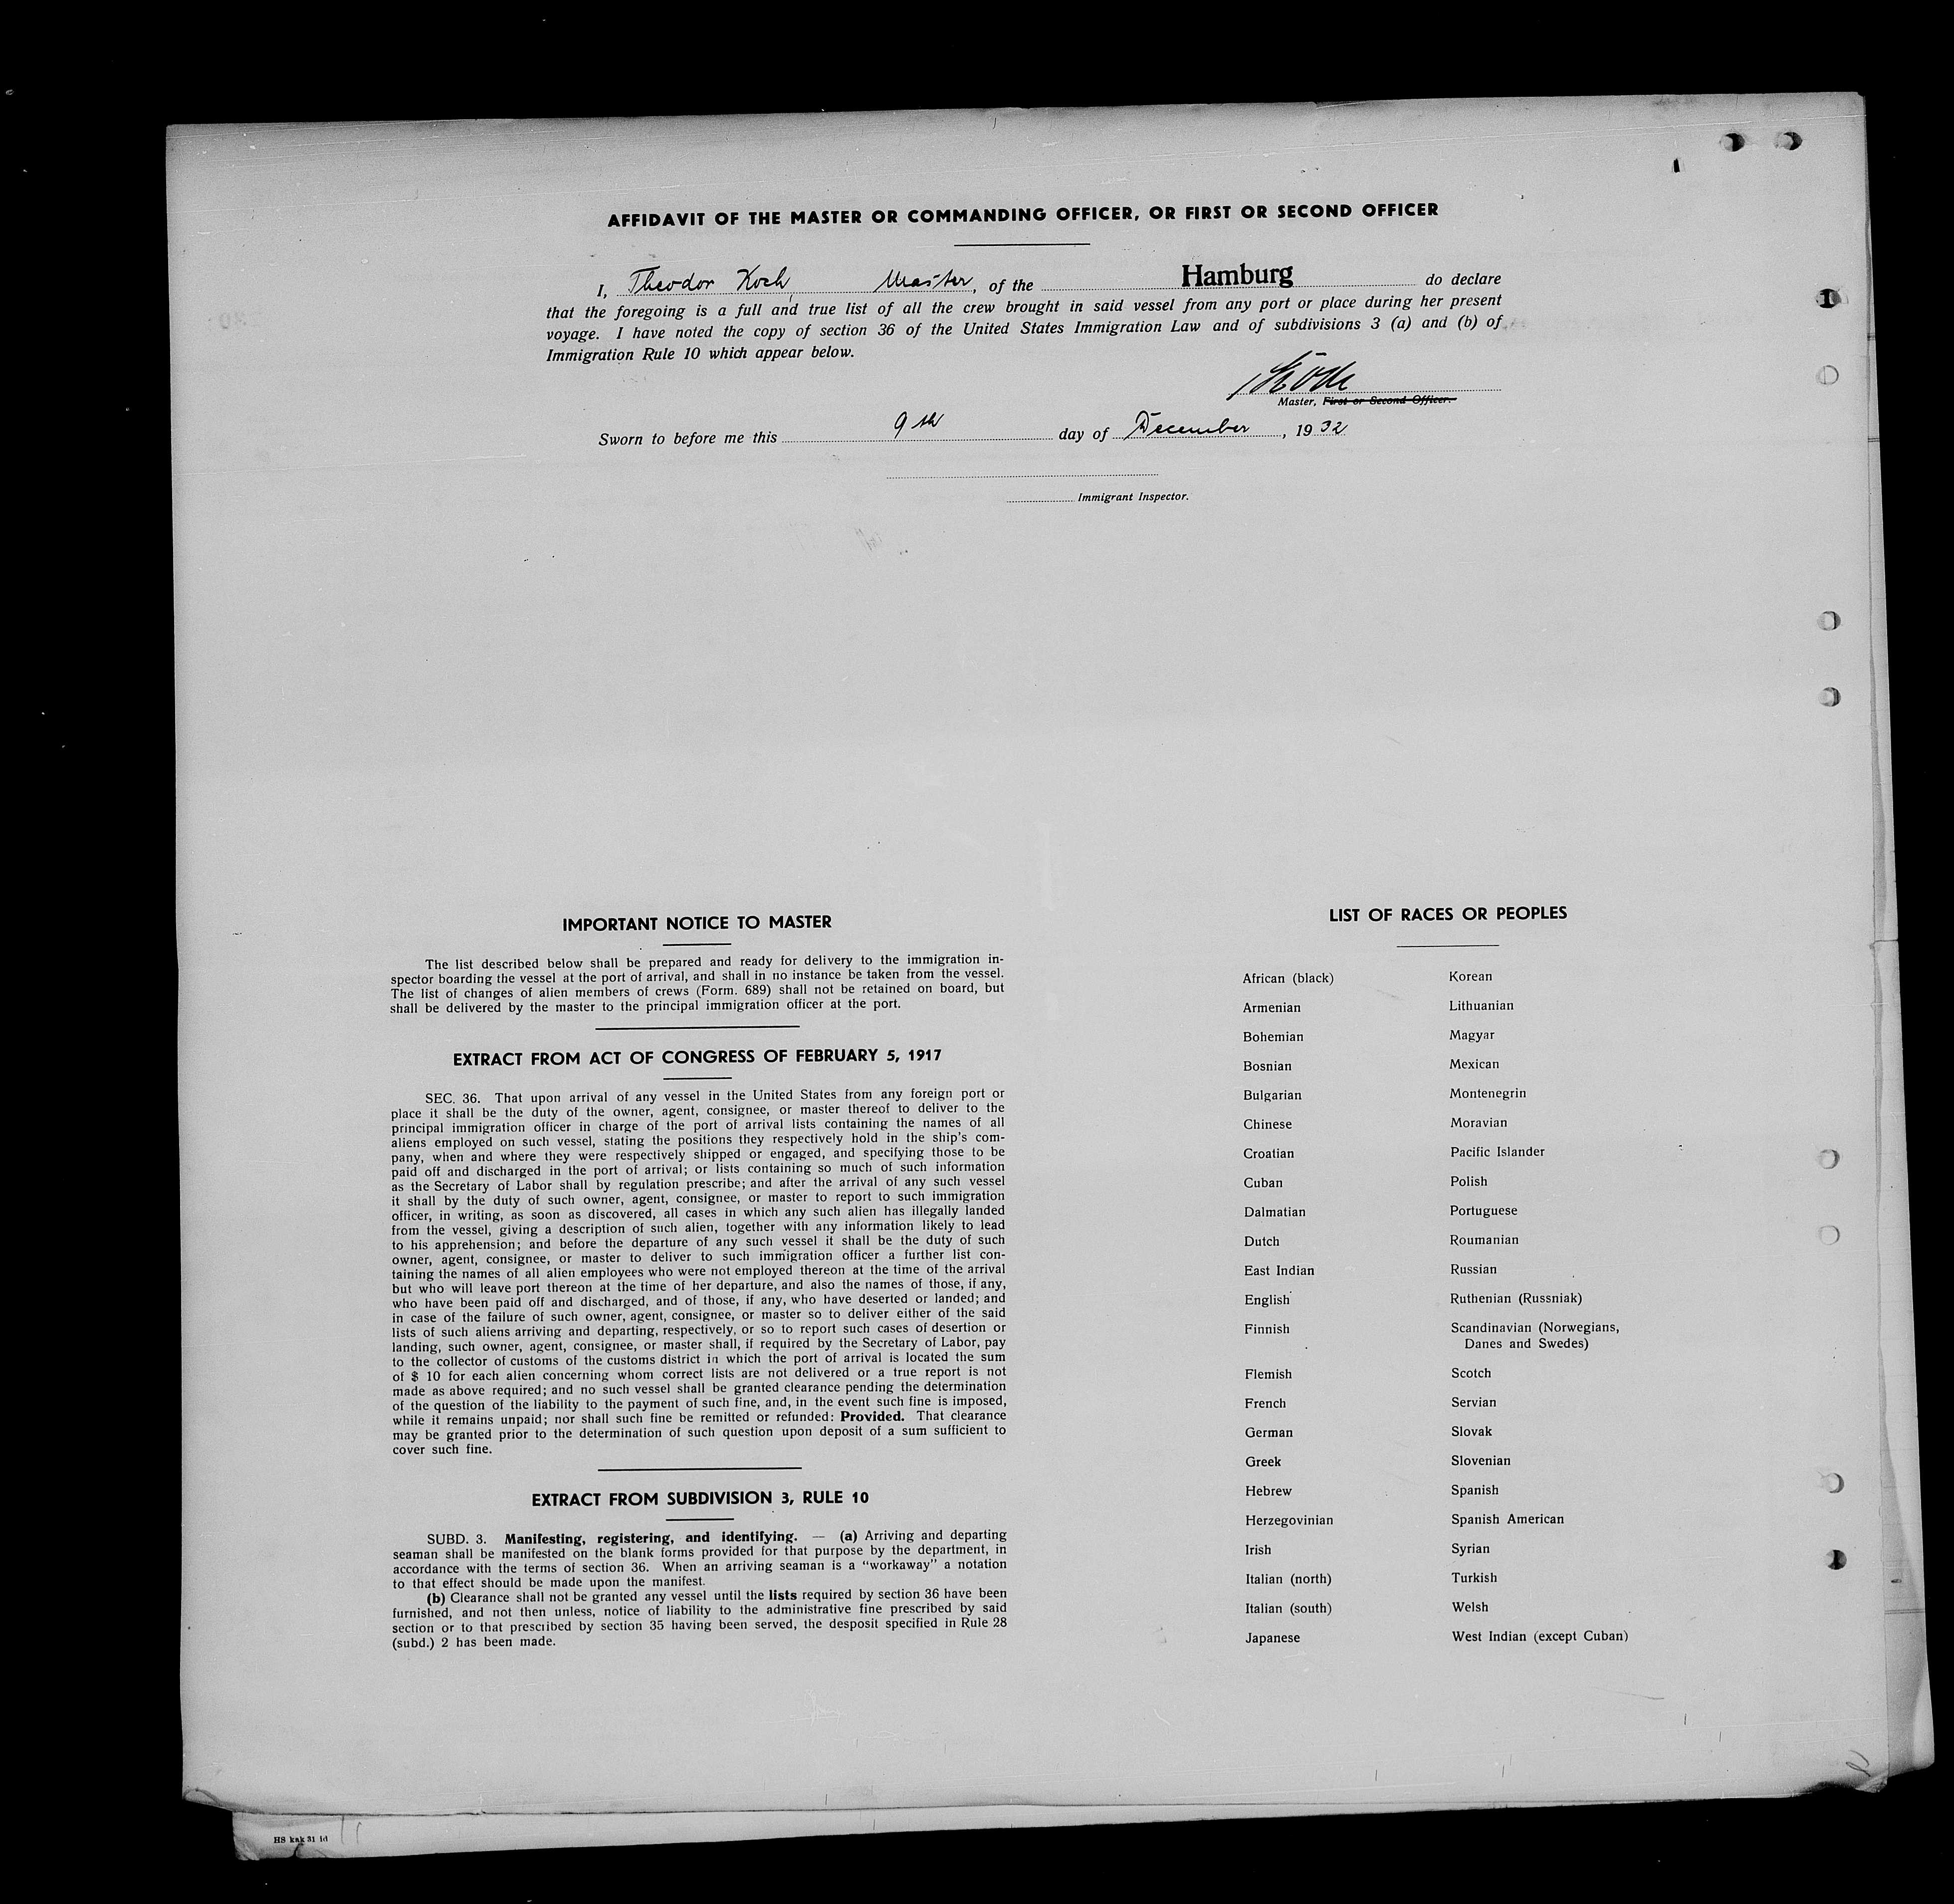 AFFIDAVIT OF THE MASTER OR COMMANDING OFFICER, OR FIRST OR SECOND OFFICER
I, Theodor Koch Master, of the Hamburg do declare
that the foregoing is a full and true list of all the crew brought in said vessel from any port or place during her present
voyage. I have noted the copy of section 36 of the United States Immigration Law and of subdivisions 3 (a) and (b) of
Immigration Rule 10 which appear below.
Koch
Master, First or Second Officer.
Sworn to before me this 9th day of December, 1932
Immigrant Inspector.
IMPORTANT NOTICE TO MASTER
The list described below shall be prepared and ready for delivery to the immigration in-
spector boarding the vessel at the port of arrival, and shall in no instance be taken from the vessel.
The list of changes of alien members of crews (Form. 689) shall not be retained on board, but
shall be delivered by the master to the principal immigration officer at the port.
EXTRACT FROM ACT OF CONGRESS OF FEBRUARY 5, 1917
SEC. 36. That upon arrival of any vessel in the United States from any foreign port or
place it shall be the duty of the owner, agent, consignee, or master thereof to deliver to the
principal immigration officer in charge of the port of arrival lists containing the names of all
aliens employed on such vessel, stating the positions they respectively hold in the ship's com-
pany, when and where they were respectively shipped or engaged, and specifying those to be
paid off and discharged in the port of arrival; or lists containing so much of such information
as the Secretary of Labor shall by regulation prescribe; and after the arrival of any such vessel
it shall by the duty of such owner, agent, consignee, or master to report to such immigration
officer, in writing, as soon as discovered, all cases in which any such alien has illegally landed
from the vessel, giving a description of such alien, together with any information likely to lead
to his apprehension; and before the departure of any such vessel it shall be the duty of such
owner, agent, consignee, or master to deliver to such immigration officer a further list con-
taining the names of all alien employees who were not employed thereon at the time of the arrival
but who will leave port thereon at the time of her departure, and also the names of those, if any,
who have been paid off and discharged, and of those, if any, who have deserted or landed; and
in case of the failure of such owner, agent, consignee, or master so to deliver either of the said
lists of such aliens arriving and departing, respectively, or so to report such cases of desertion or
landing, such owner, agent, consignee, or master shall, if required by the Secretary of Labor, pay
to the collector of customs of the customs district in which the port of arrival is located the sum
of $ 10 for each alien concerning whom correct lists are not delivered or a true report is not
made as above required; and no such vessel shall be granted clearance pending the determination
of the question of the liability to the payment of such fine, and, in the event such fine is imposed,
while it remains unpaid; nor shall such fine be remitted or refunded: Provided. That clearance
may be granted prior to the determination of such question upon deposit of a sum sufficient to
cover such fine.
EXTRACT FROM SUBDIVISION 3, RULE 10
SUBD. 3. Manifesting, registering, and identifying. — (a) Arriving and departing
seaman shall be manifested on the blank forms provided for that purpose by the department, in
accordance with the terms of section 36. When an arriving seaman is a "workaway" a notation
to that effect should be made upon the manifest.
(b) Clearance shall not be granted any vessel until the lists required by section 36 have been
furnished, and not then unless, notice of liability to the administrative fine prescribed by said
section or to that prescribed by section 35 having been served, the desposit specified in Rule 28
(subd.) 2 has been made.
LIST OF RACES OR PEOPLES
African (black) Korean
Armenian Lithuanian
Bohemian Magyar
Bosnian Mexican
Bulgarian Montenegrin
Chinese Moravian
Croatian Pacific Islander
Cuban Polish
Dalmatian Portuguese
Dutch Roumanian
East Indian Russian
English Ruthenian (Russniak)
Finnish Scandinavian (Norwegians,
Danes and Swedes)
Flemish Scotch
French Servian
German Slovak
Greek Slovenian
Hebrew Spanish
Herzegovinian Spanish American
Irish Syrian
Italian (north) Turkish
Italian (south) Welsh
Japanese West Indian (except Cuban)